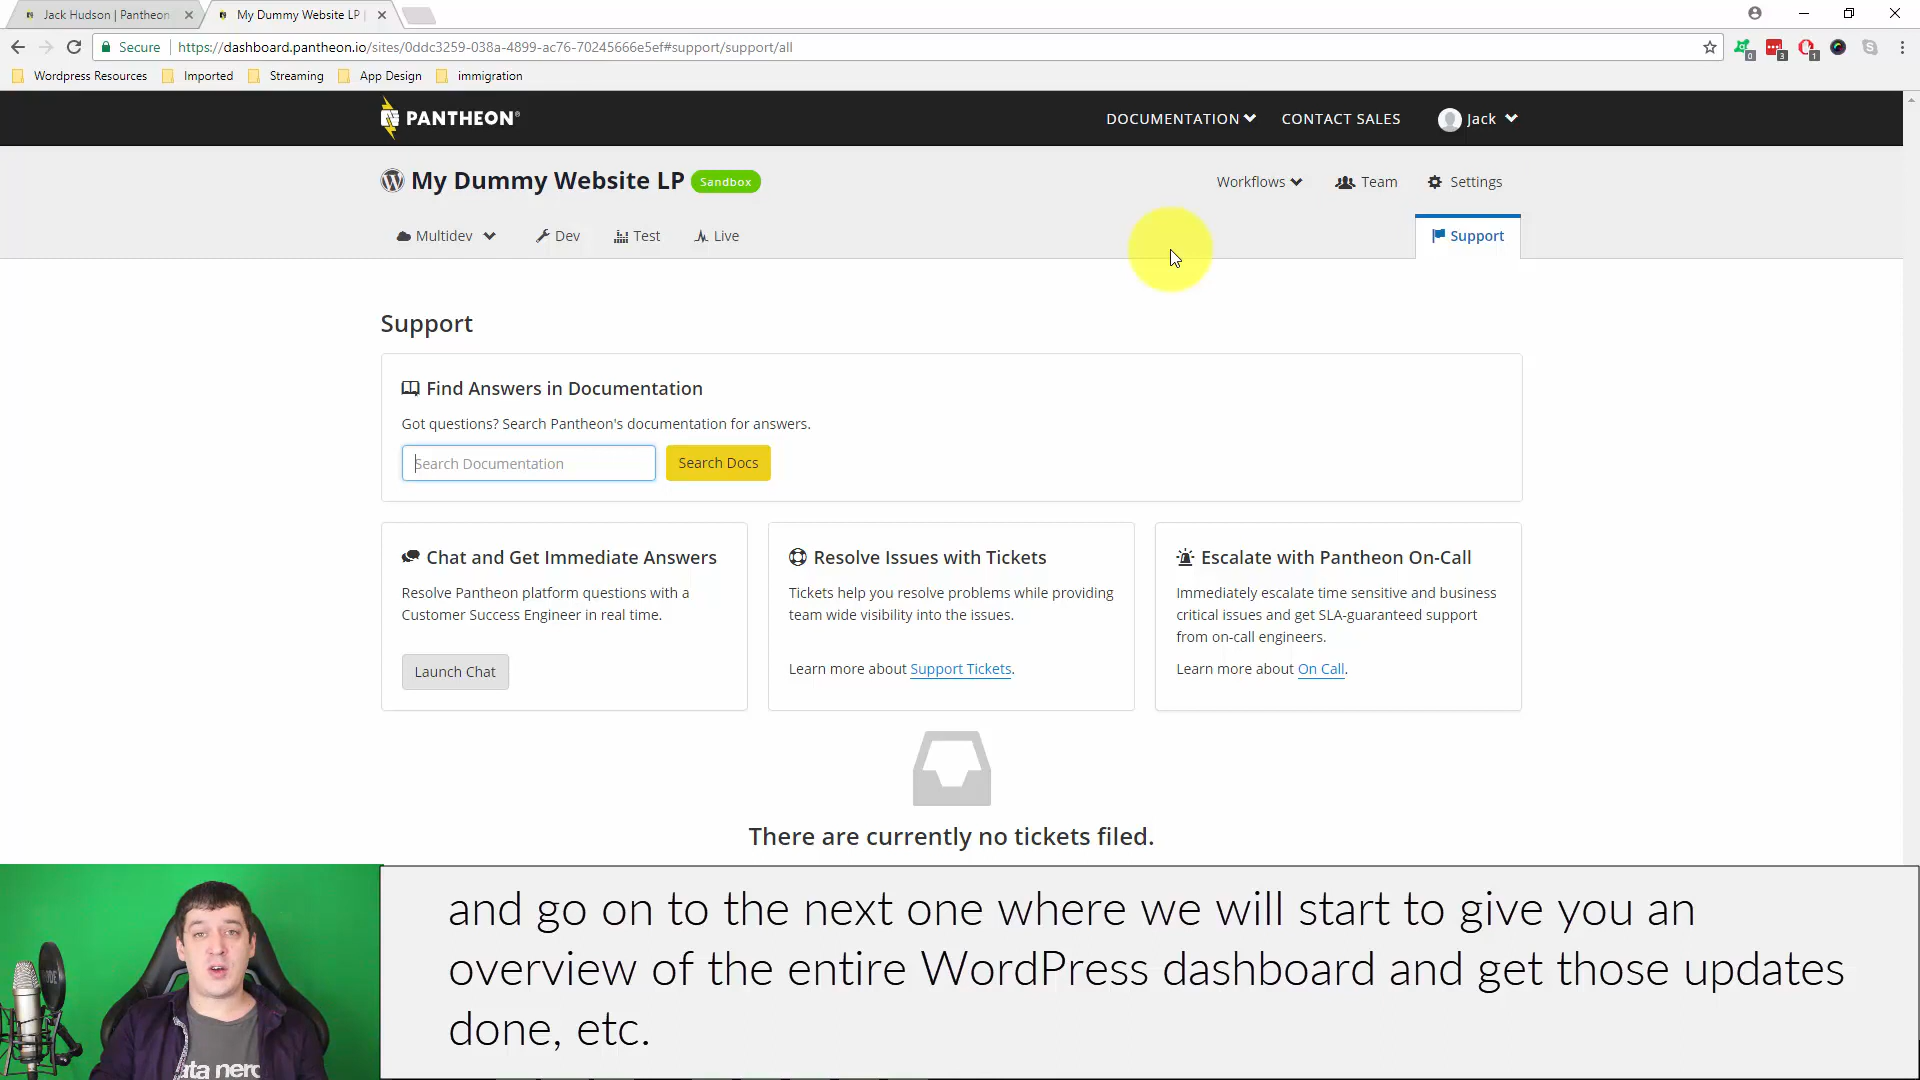 Jack Hudson | Pantheon
My Dummy Website LP |
Secure
https://dashboard.pantheon.io/sites/0ddc3259-038a-4899-ac76-70245666e5ef#support/support/all
0
3
1
Wordpress Resources
Imported
Streaming
App Design
immigration
PANTHEON®
DOCUMENTATION
CONTACT SALES
Jack
My Dummy Website LP
Sandbox
Workflows
Team
Settings
Multidev
Dev
Test
Live
Support
Support
Find Answers in Documentation
Got questions? Search Pantheon's documentation for answers.
Search Documentation
Search Docs
Chat and Get Immediate Answers
Resolve Pantheon platform questions with a
Customer Success Engineer in real time.
Launch Chat
Resolve Issues with Tickets
Tickets help you resolve problems while providing
team wide visibility into the issues.
Learn more about Support Tickets.
Escalate with Pantheon On-Call
Immediately escalate time sensitive and business
critical issues and get SLA-guaranteed support
from on-call engineers.
Learn more about On Call.
There are currently no tickets filed.
and go on to the next one where we will start to give you an
overview of the entire WordPress dashboard and get those updates
done, etc.